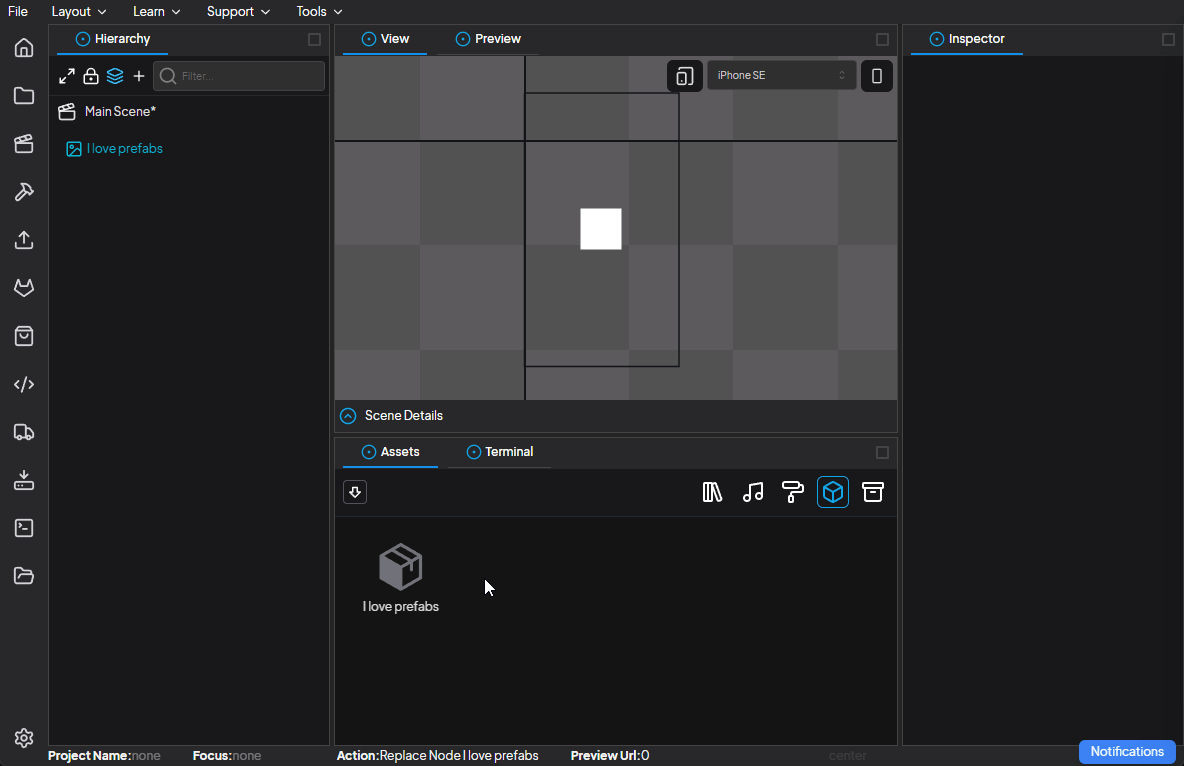 File Layout Learn Support Tools
Hierarchy
View
Preview
Inspector
Filter...
iPhone SE
Main Scene*
I love prefabs
Scene Details
Assets
Terminal
I love prefabs
Project Name:none Focus:none Action:Replace Node I love prefabs Preview Url:0 center
Notifications